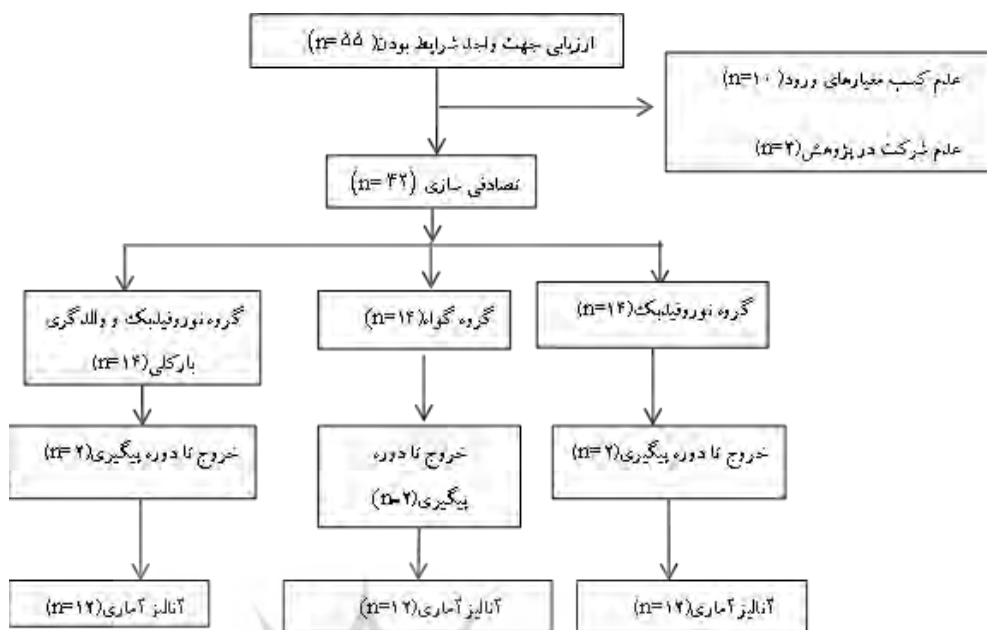 ارزیابی جهت واجد شرایط بودن( n=۵۵)
عدم کسب معیارهای ورود(n=۱۰)
عدم شرکت در پژوهش(n=۳)
تصادفی سازی (n=۴۲)
گروه نوروفیدبک(n=۱۴)
گروه گواه(n=۱۴)
گروه نوروفیدبک و والدگری
بارکلی(n=۱۴)
خروج تا دوره پیگیری(n=۲)
خروج تا دوره
پیگیری(n=۲)
خروج تا دوره پیگیری(n=۲)
آنالیز آماری(n=۱۲)
آنالیز آماری(n=۱۲)
آنالیز آماری(n=۱۲)